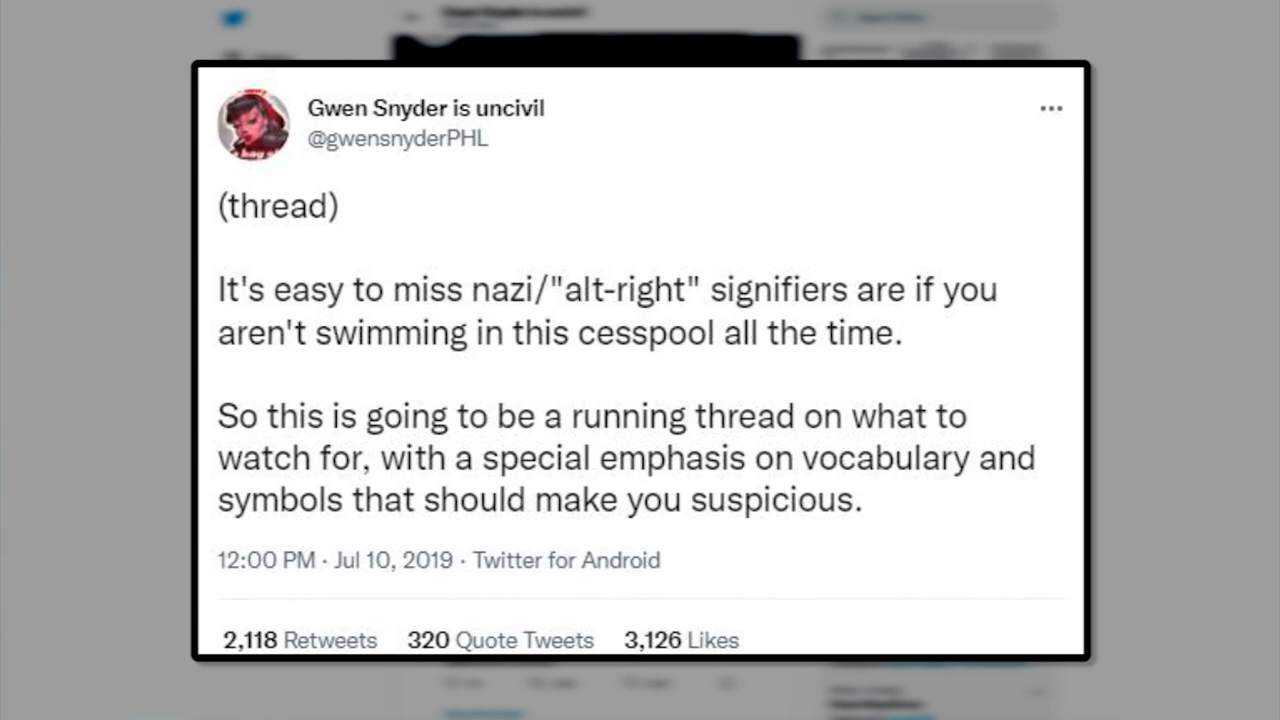 Gwen Snyder is uncivil
@gwensnyderPHL
(thread)
It's easy to miss nazi/"alt-right" signifiers are if you
aren't swimming in this cesspool all the time.
So this is going to be a running thread on what to
watch for, with a special emphasis on vocabulary and
symbols that should make you suspicious.
12:00 PM · Jul 10, 2019 · Twitter for Android
2,118 Retweets 320 Quote Tweets 3,126 Likes